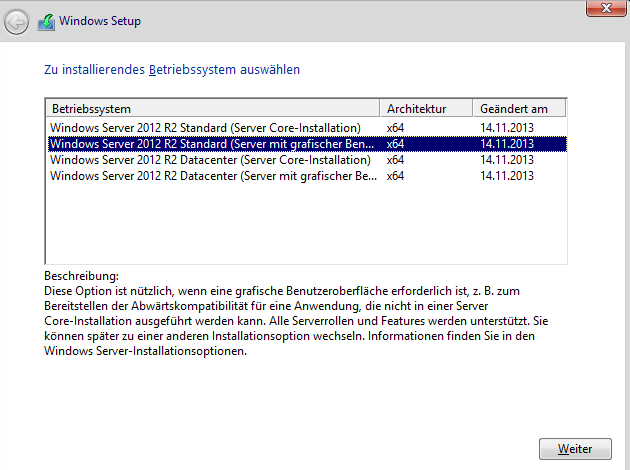 Windows Setup
Zu installierendes Betriebssystem auswählen
Betriebssystem Architektur Geändert am
Windows Server 2012 R2 Standard (Server Core-Installation) x64 14.11.2013
Windows Server 2012 R2 Standard (Server mit grafischer Ben... x64 14.11.2013
Windows Server 2012 R2 Datacenter (Server Core-Installation) x64 14.11.2013
Windows Server 2012 R2 Datacenter (Server mit grafischer Be... x64 14.11.2013
Beschreibung:
Diese Option ist nützlich, wenn eine grafische Benutzeroberfläche erforderlich ist, z. B. zum
Bereitstellen der Abwärtskompatibilität für eine Anwendung, die nicht in einer Server
Core-Installation ausgeführt werden kann. Alle Serverrollen und Features werden unterstützt. Sie
können später zu einer anderen Installationsoption wechseln. Informationen finden Sie in den
Windows Server-Installationsoptionen.
Weiter